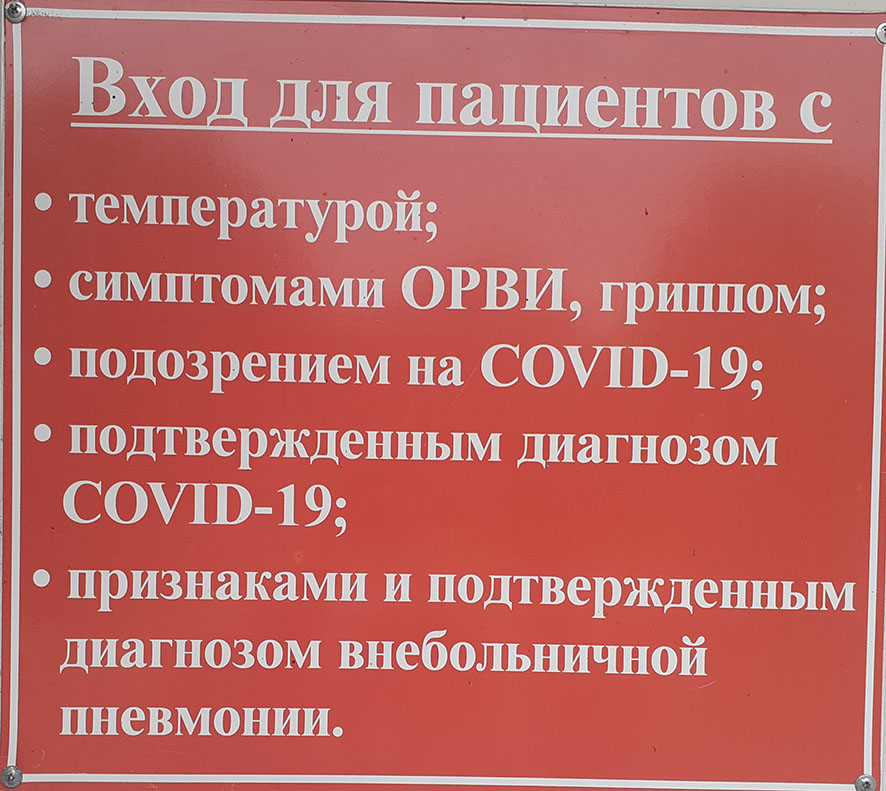 Вход для пациентов с
• температурой;
• симптомами ОРВИ, гриппом;
• подозрением на COVID-19;
• подтвержденным диагнозом
COVID-19;
• признаками и подтвержденным
диагнозом внебольничной
пневмонии.